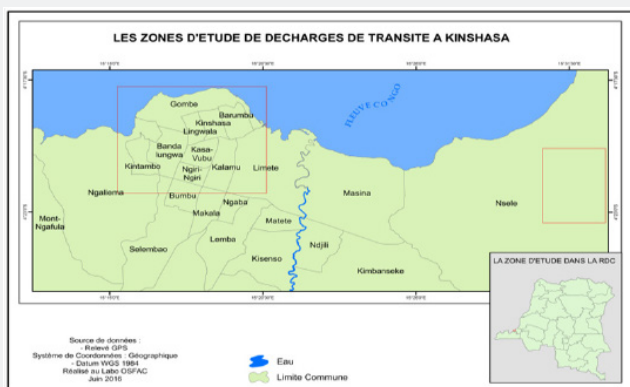 LES ZONES D'ETUDE DE DECHARGES DE TRANSITE A KINSHASA
FLEUVE CONGO
Gombe
Barumbu
Kinshasa
Lingwala
Banda
lungwa
Kasa-
Vubu
Kintambo
Ngiri-
Ngiri
Kalamu
Limete
Ngaliema
Bumbu
Ngaba
Masina
Nsele
Mont-
Ngafula
Makala
Matete
Selembao
Lemba
Ndjili
Kisenso
Kimbanseke
LA ZONE D'ETUDE DANS LA RDC
Source de données :
- Relevé GPS
Système de Coordonnées : Géographique
- Datum WGS 1984
Réalisé au Labo OSFAC
Juin 2016
Eau
Limite Commune